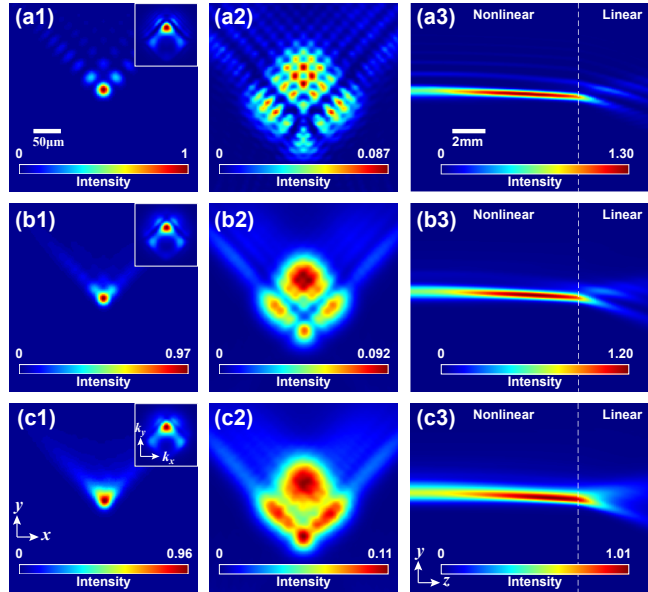 (a1)
(a2)
(a3)
Nonlinear Linear
50μm
2mm
0 1
Intensity
0 0.087
Intensity
0 1.30
Intensity
(b1)
(b2)
(b3)
Nonlinear Linear
0 0.97
Intensity
0 0.092
Intensity
0 1.20
Intensity
(c1)
(c2)
(c3)
Nonlinear Linear
ky
kx
y
x
y
z
0 0.96
Intensity
0 0.11
Intensity
0 1.01
Intensity